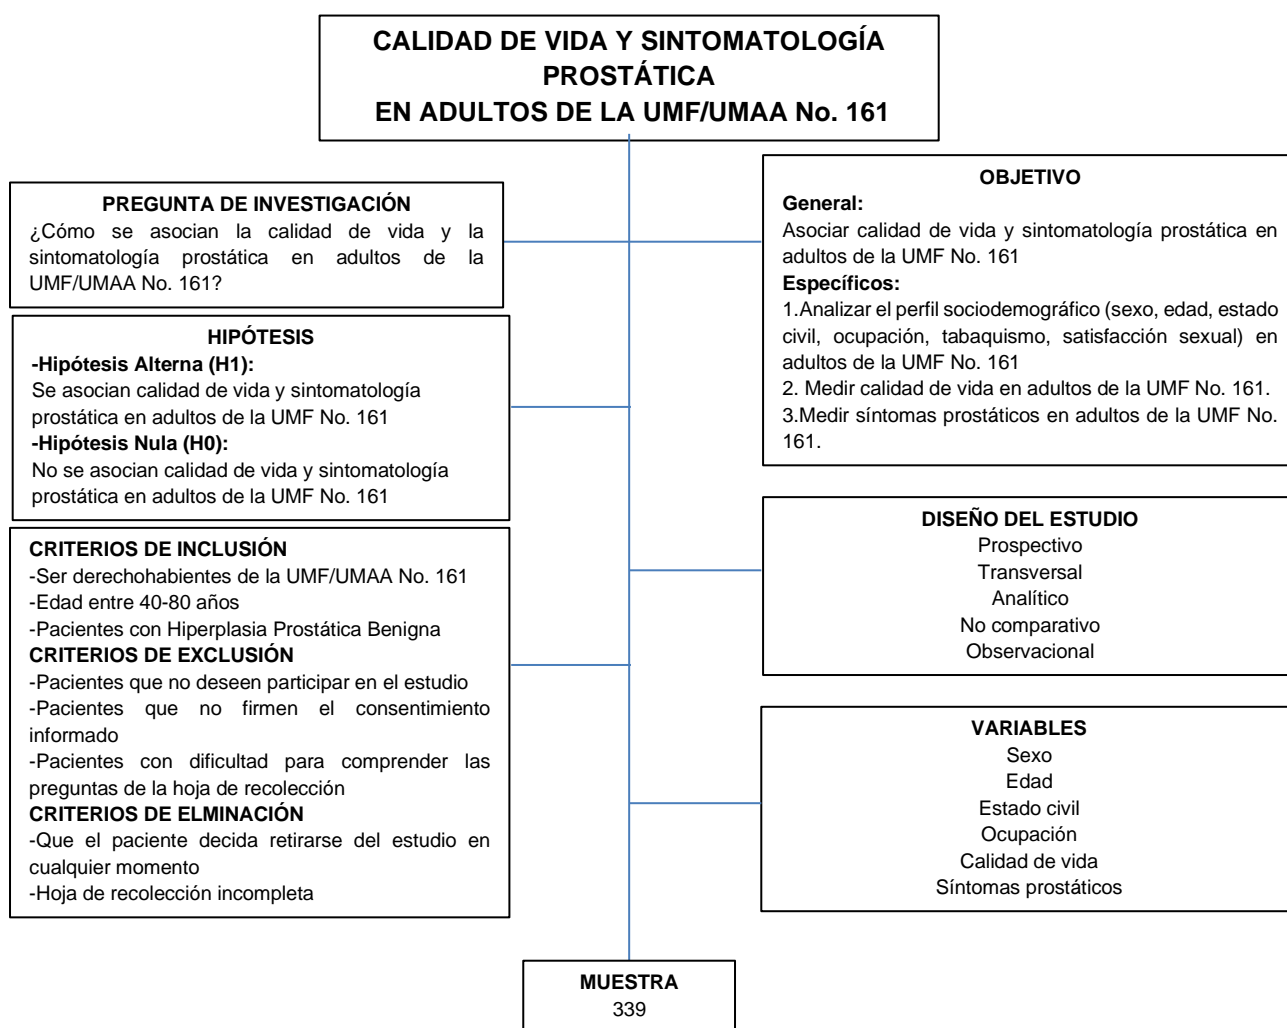 CALIDAD DE VIDA Y SINTOMATOLOGÍA
PROSTÁTICA
EN ADULTOS DE LA UMF/UMAA No. 161
PREGUNTA DE INVESTIGACIÓN
¿Cómo se asocian la calidad de vida y la
sintomatología prostática en adultos de la
UMF/UMAA No. 161?
HIPÓTESIS
-Hipótesis Alterna (H1):
Se asocian calidad de vida y sintomatología
prostática en adultos de la UMF No. 161
-Hipótesis Nula (H0):
No se asocian calidad de vida y sintomatología
prostática en adultos de la UMF No. 161
CRITERIOS DE INCLUSIÓN
-Ser derechohabientes de la UMF/UMAA No. 161
-Edad entre 40-80 años
-Pacientes con Hiperplasia Prostática Benigna
CRITERIOS DE EXCLUSIÓN
-Pacientes que no deseen participar en el estudio
-Pacientes que no firmen el consentimiento
informado
-Pacientes con dificultad para comprender las
preguntas de la hoja de recolección
CRITERIOS DE ELMINACIÓN
-Que el paciente decida retirarse del estudio en
cualquier momento
-Hoja de recolección incompleta
OBJETIVO
General:
Asociar calidad de vida y sintomatología prostática en
adultos de la UMF No. 161
Específicos:
1.Analizar el perfil sociodemográfico (sexo, edad, estado
civil, ocupación, tabaquismo, satisfacción sexual) en
adultos de la UMF No. 161
2. Medir calidad de vida en adultos de la UMF No. 161.
3.Medir síntomas prostáticos en adultos de la UMF No.
161.
DISEÑO DEL ESTUDIO
Prospectivo
Transversal
Analítico
No comparativo
Observacional
VARIABLES
Sexo
Edad
Estado civil
Ocupación
Calidad de vida
Síntomas prostáticos
MUESTRA
339